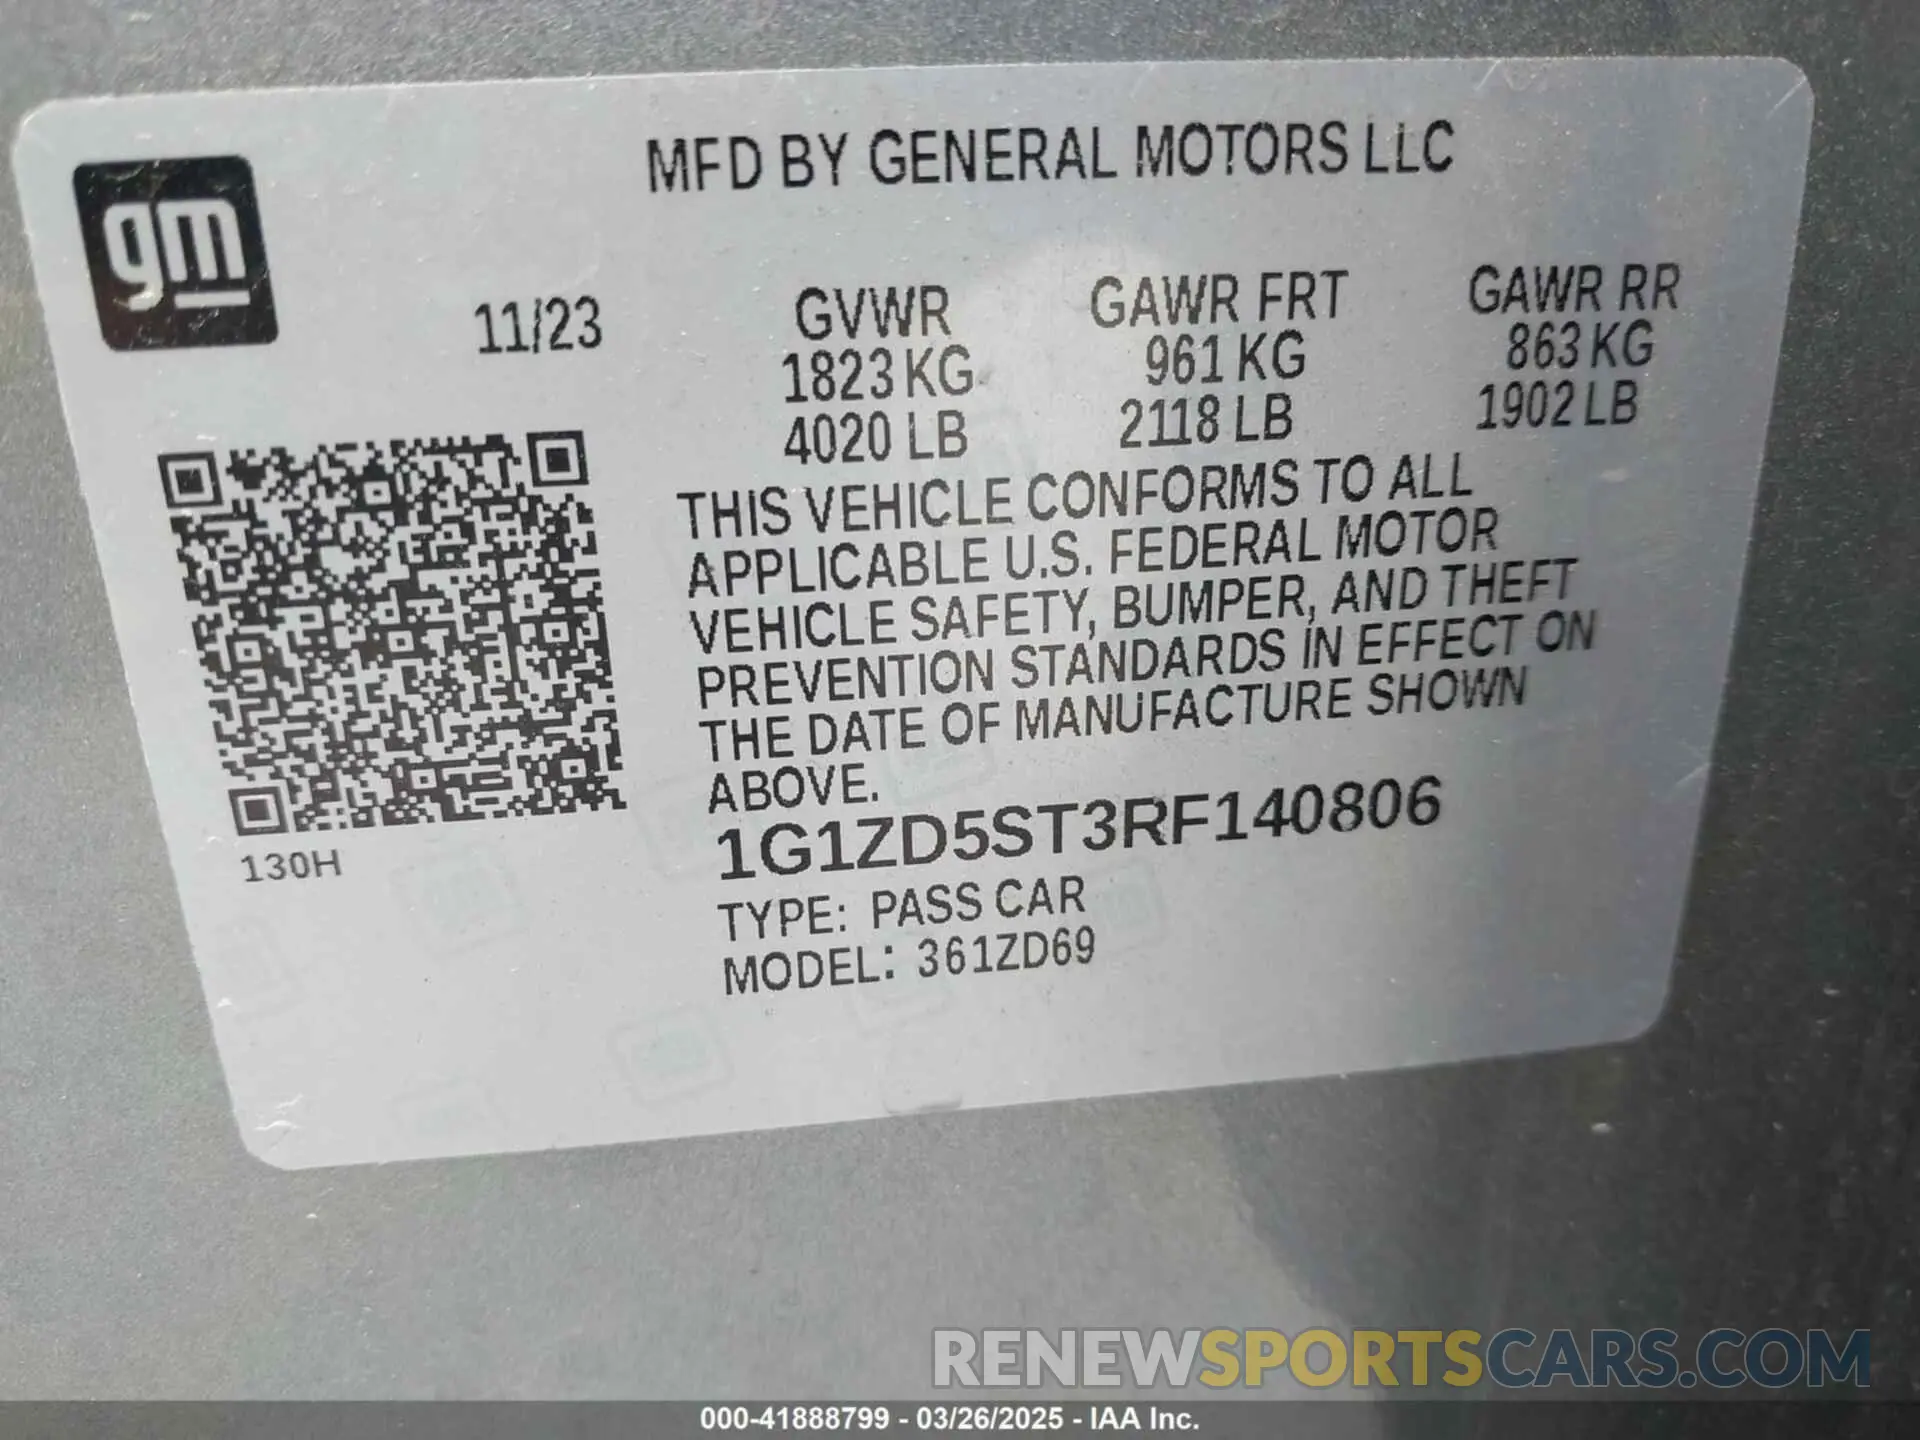 MFD BY GENERAL MOTORS LLC
gm
11/23
GVWR GAWR FRT GAWR RR
1823 KG 961 KG 863 KG
4020 LB 2118 LB 1902 LB
THIS VEHICLE CONFORMS TO ALL
APPLICABLE U.S. FEDERAL MOTOR
VEHICLE SAFETY, BUMPER, AND THEFT
PREVENTION STANDARDS IN EFFECT ON
THE DATE OF MANUFACTURE SHOWN
ABOVE.
1G1ZD5ST3RF140806
130H
TYPE: PASS CAR
MODEL: 361ZD69
RENEWSPORTSCARS.COM
000-41888799 - 03/26/2025 - IAA Inc.